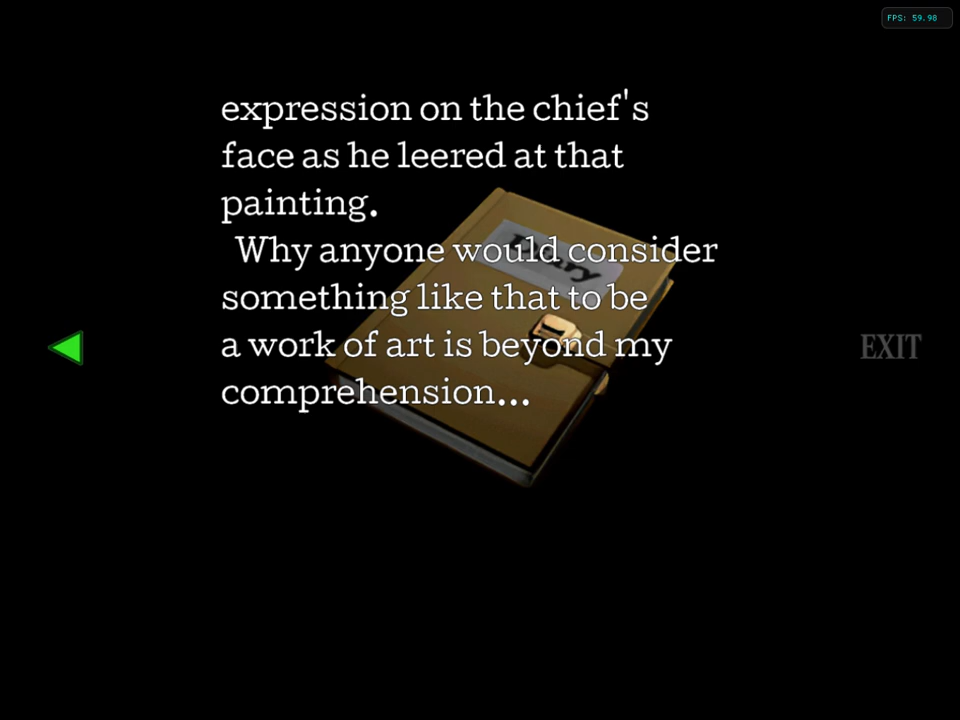 FPS: 59.98
expression on the chief's
face as he leered at that
painting.
Why anyone would consider
something like that to be
a work of art is beyond my
comprehension...
Diary
EXIT